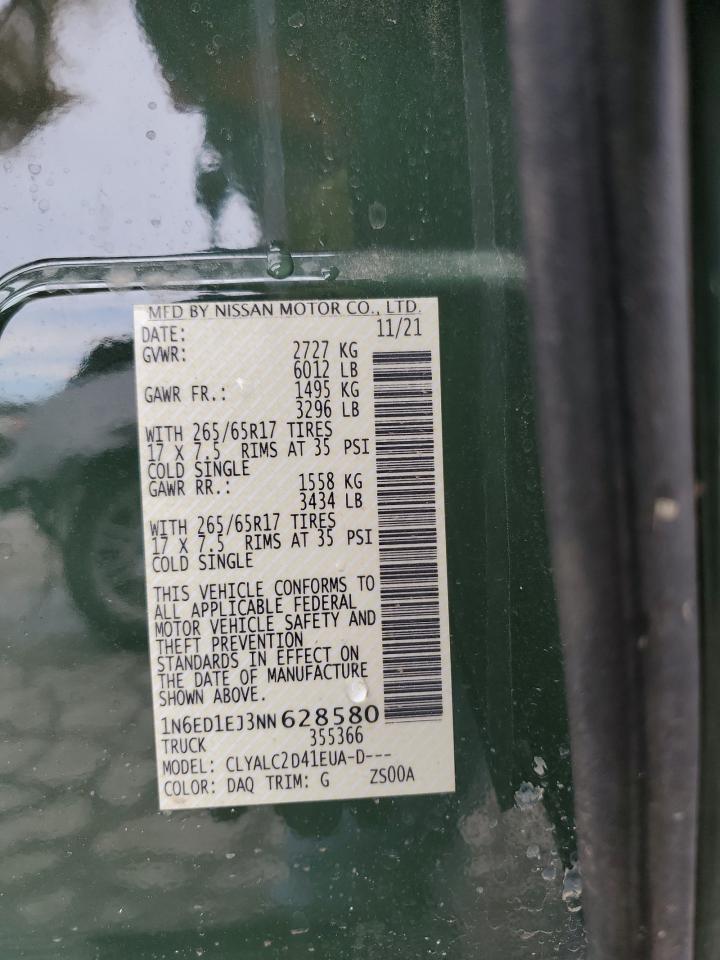 MFD BY NISSAN MOTOR CO., LTD.
DATE: 11/21
GVWR: 2727 KG
6012 LB
GAWR FR.: 1495 KG
3296 LB
WITH 265/65R17 TIRES
17 X 7.5 RIMS AT 35 PSI
COLD SINGLE
GAWR RR.: 1558 KG
3434 LB
WITH 265/65R17 TIRES
17 X 7.5 RIMS AT 35 PSI
COLD SINGLE
THIS VEHICLE CONFORMS TO
ALL APPLICABLE FEDERAL
MOTOR VEHICLE SAFETY AND
THEFT PREVENTION
STANDARDS IN EFFECT ON
THE DATE OF MANUFACTURE
SHOWN ABOVE.
1N6ED1EJ3NN628580
TRUCK 355366
MODEL: CLYALC2D41EUA-D---
COLOR: DAQ TRIM: G ZS00A